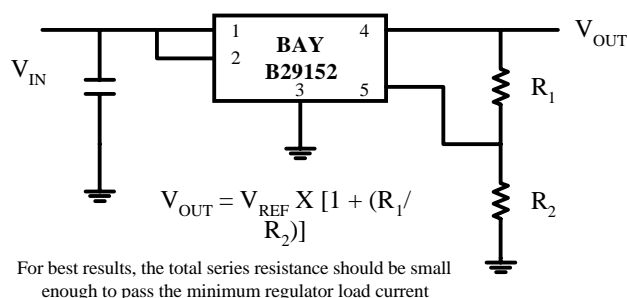 1 BAY 4
2 B29152
3 5
V_IN
V_OUT
R_1
R_2
V_OUT = V_REF X [1 + (R_1/
R_2)]
For best results, the total series resistance should be small
enough to pass the minimum regulator load current